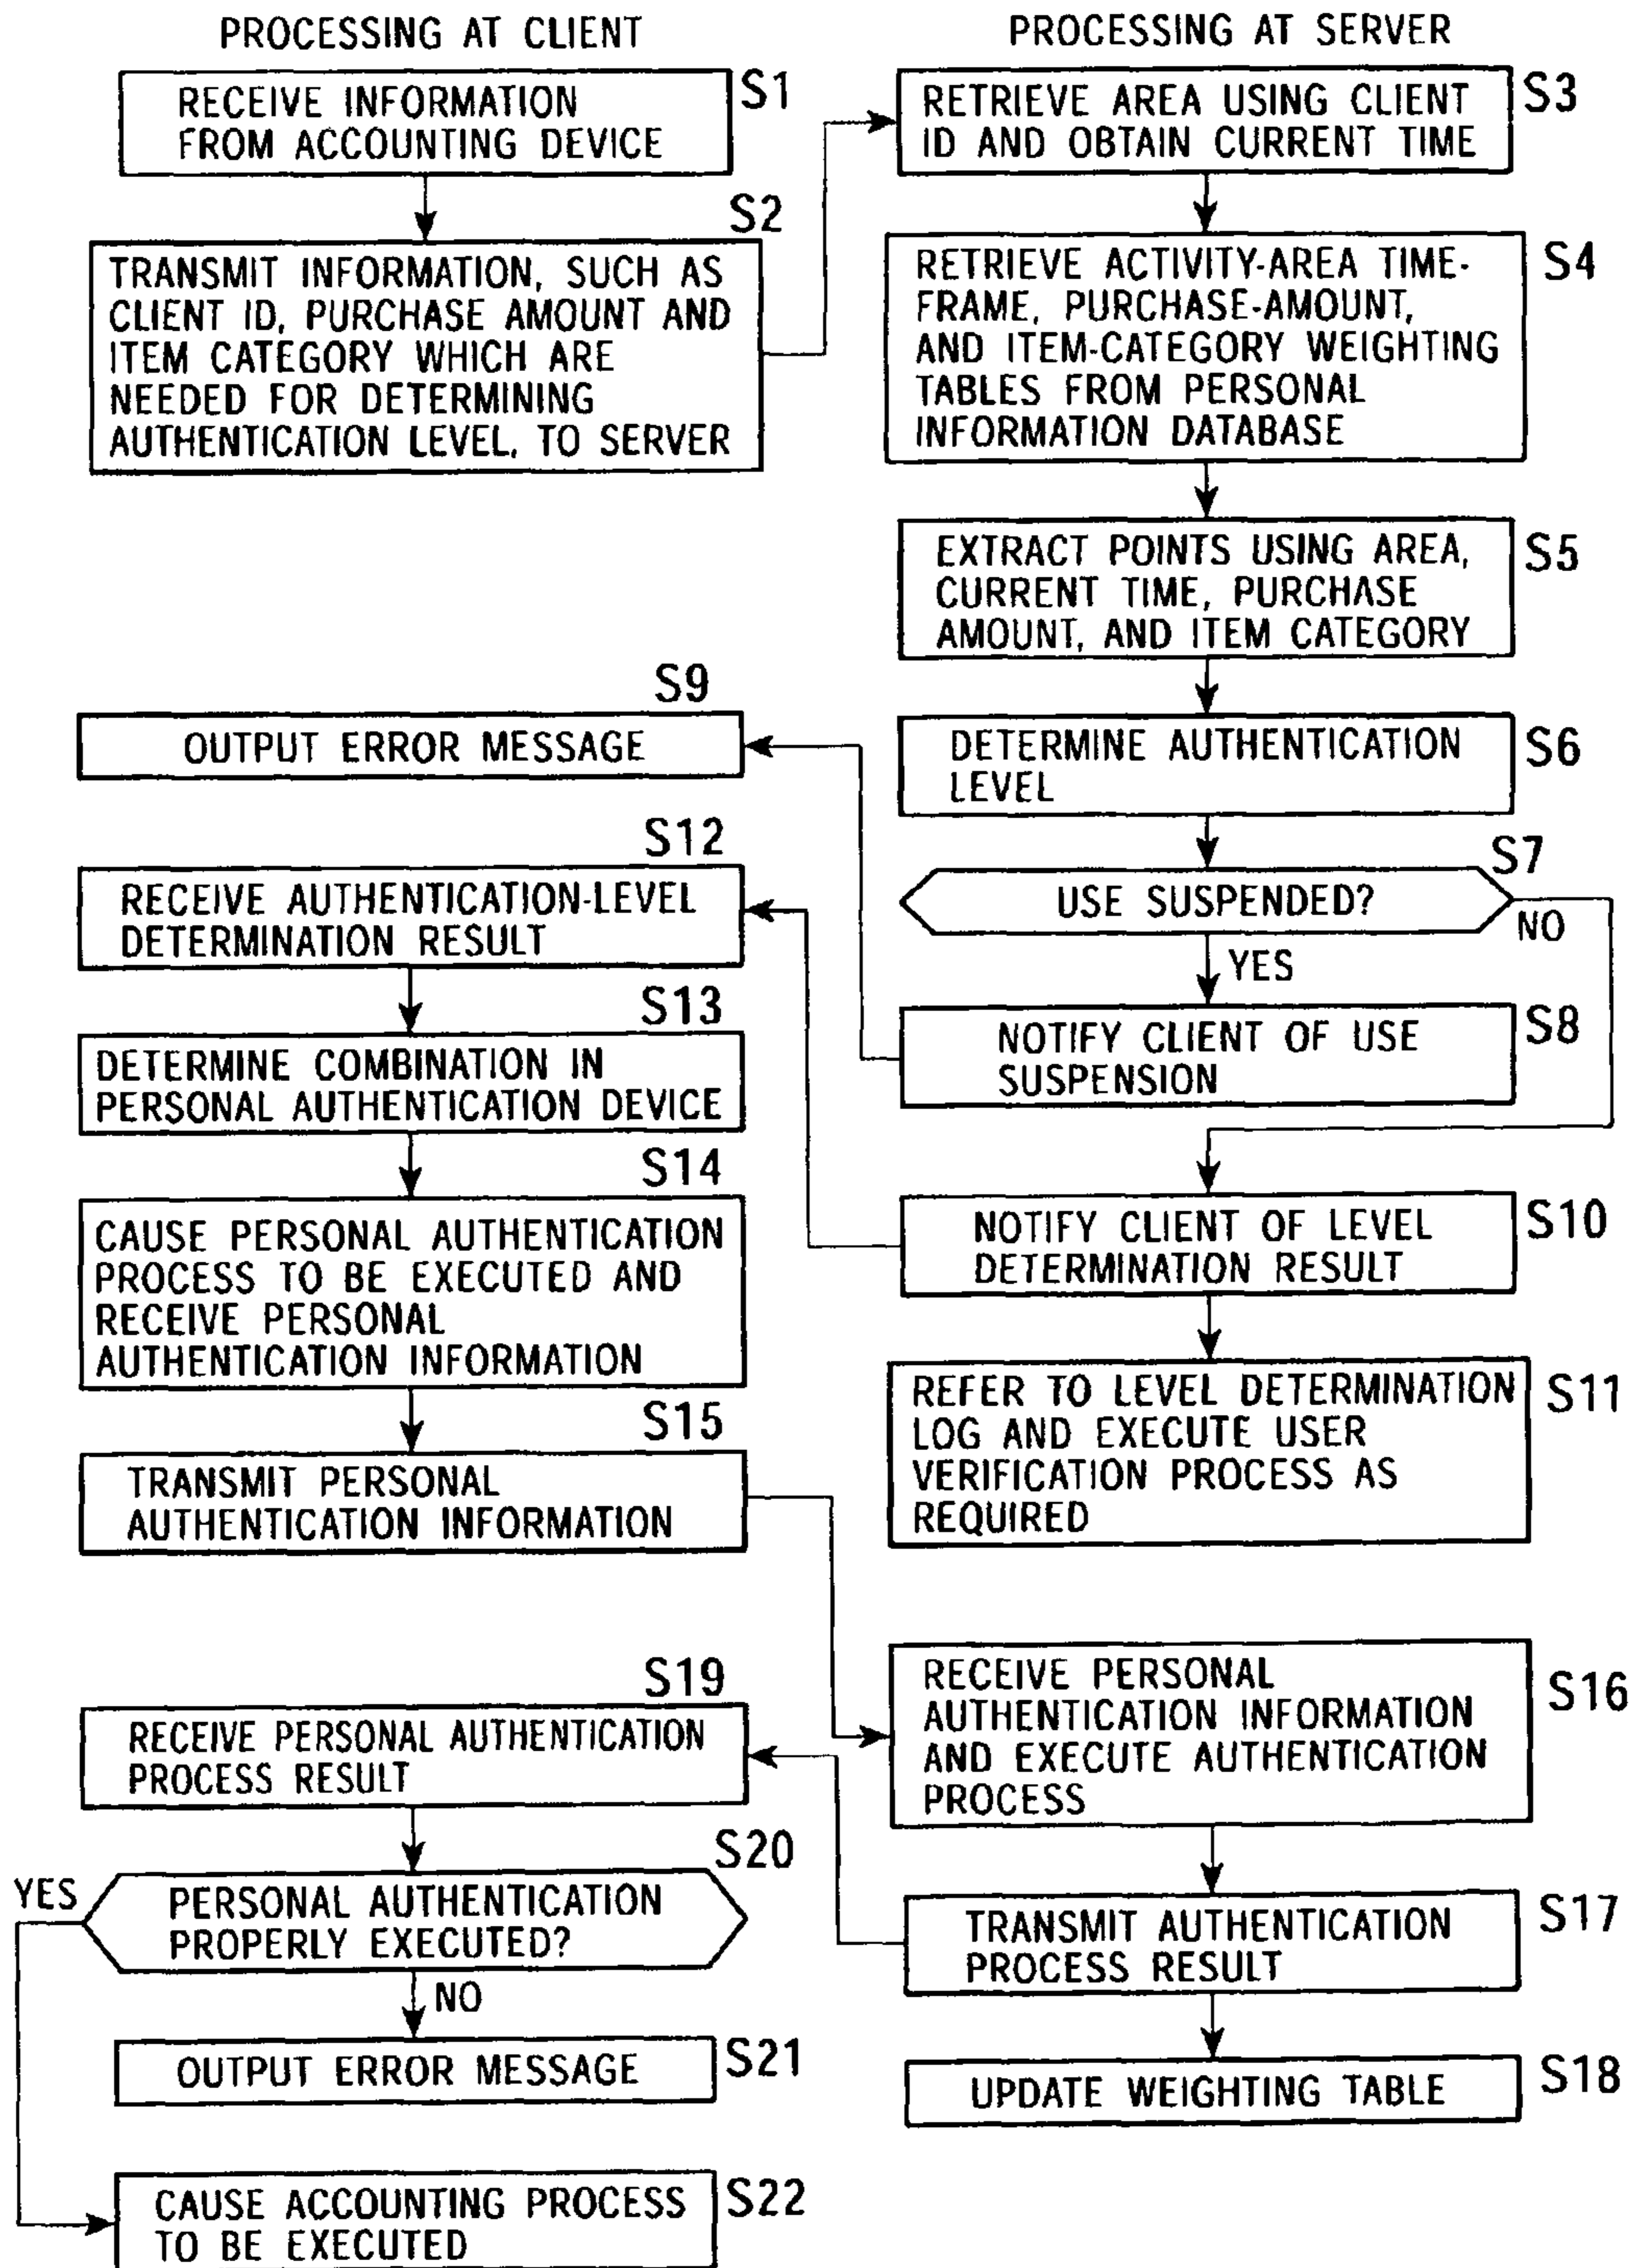 PROCESSING AT CLIENT
RECEIVE INFORMATION
FROM ACCOUNTING DEVICE
S1
S2
TRANSMIT INFORMATION, SUCH AS
CLIENT ID, PURCHASE AMOUNT AND
ITEM CATEGORY WHICH ARE
NEEDED FOR DETERMINING
AUTHENTICATION LEVEL, TO SERVER
PROCESSING AT SERVER
RETRIEVE AREA USING CLIENT
ID AND OBTAIN CURRENT TIME
S3
RETRIEVE ACTIVITY-AREA TIME-
FRAME, PURCHASE-AMOUNT,
AND ITEM-CATEGORY WEIGHTING
TABLES FROM PERSONAL
INFORMATION DATABASE
S4
EXTRACT POINTS USING AREA,
CURRENT TIME, PURCHASE
AMOUNT, AND ITEM CATEGORY
S5
DETERMINE AUTHENTICATION
LEVEL
S6
S7
USE SUSPENDED?
NO
YES
NOTIFY CLIENT OF USE
SUSPENSION
S8
S9
OUTPUT ERROR MESSAGE
NOTIFY CLIENT OF LEVEL
DETERMINATION RESULT
S10
REFER TO LEVEL DETERMINATION
LOG AND EXECUTE USER
VERIFICATION PROCESS AS
REQUIRED
S11
S12
RECEIVE AUTHENTICATION-LEVEL
DETERMINATION RESULT
S13
DETERMINE COMBINATION IN
PERSONAL AUTHENTICATION DEVICE
S14
CAUSE PERSONAL AUTHENTICATION
PROCESS TO BE EXECUTED AND
RECEIVE PERSONAL
AUTHENTICATION INFORMATION
S15
TRANSMIT PERSONAL
AUTHENTICATION INFORMATION
RECEIVE PERSONAL
AUTHENTICATION INFORMATION
AND EXECUTE AUTHENTICATION
PROCESS
S16
TRANSMIT AUTHENTICATION
PROCESS RESULT
S17
UPDATE WEIGHTING TABLE
S18
S19
RECEIVE PERSONAL AUTHENTICATION
PROCESS RESULT
S20
YES
PERSONAL AUTHENTICATION
PROPERLY EXECUTED?
NO
OUTPUT ERROR MESSAGE
S21
CAUSE ACCOUNTING PROCESS
TO BE EXECUTED
S22